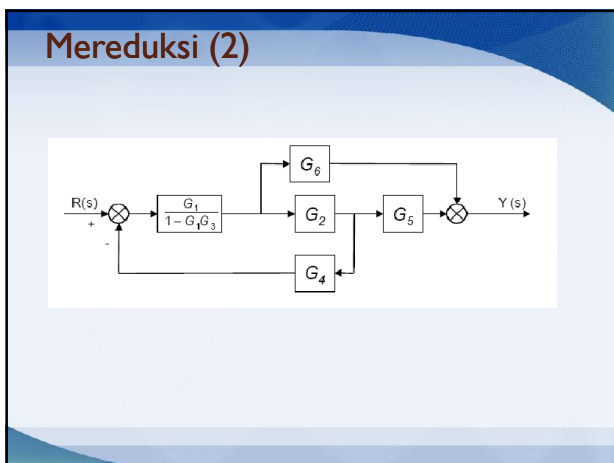 Mereduksi (2)
G6
R(s)
+
-
G1
1 - G1G3
G2
G5
Y (s)
G4